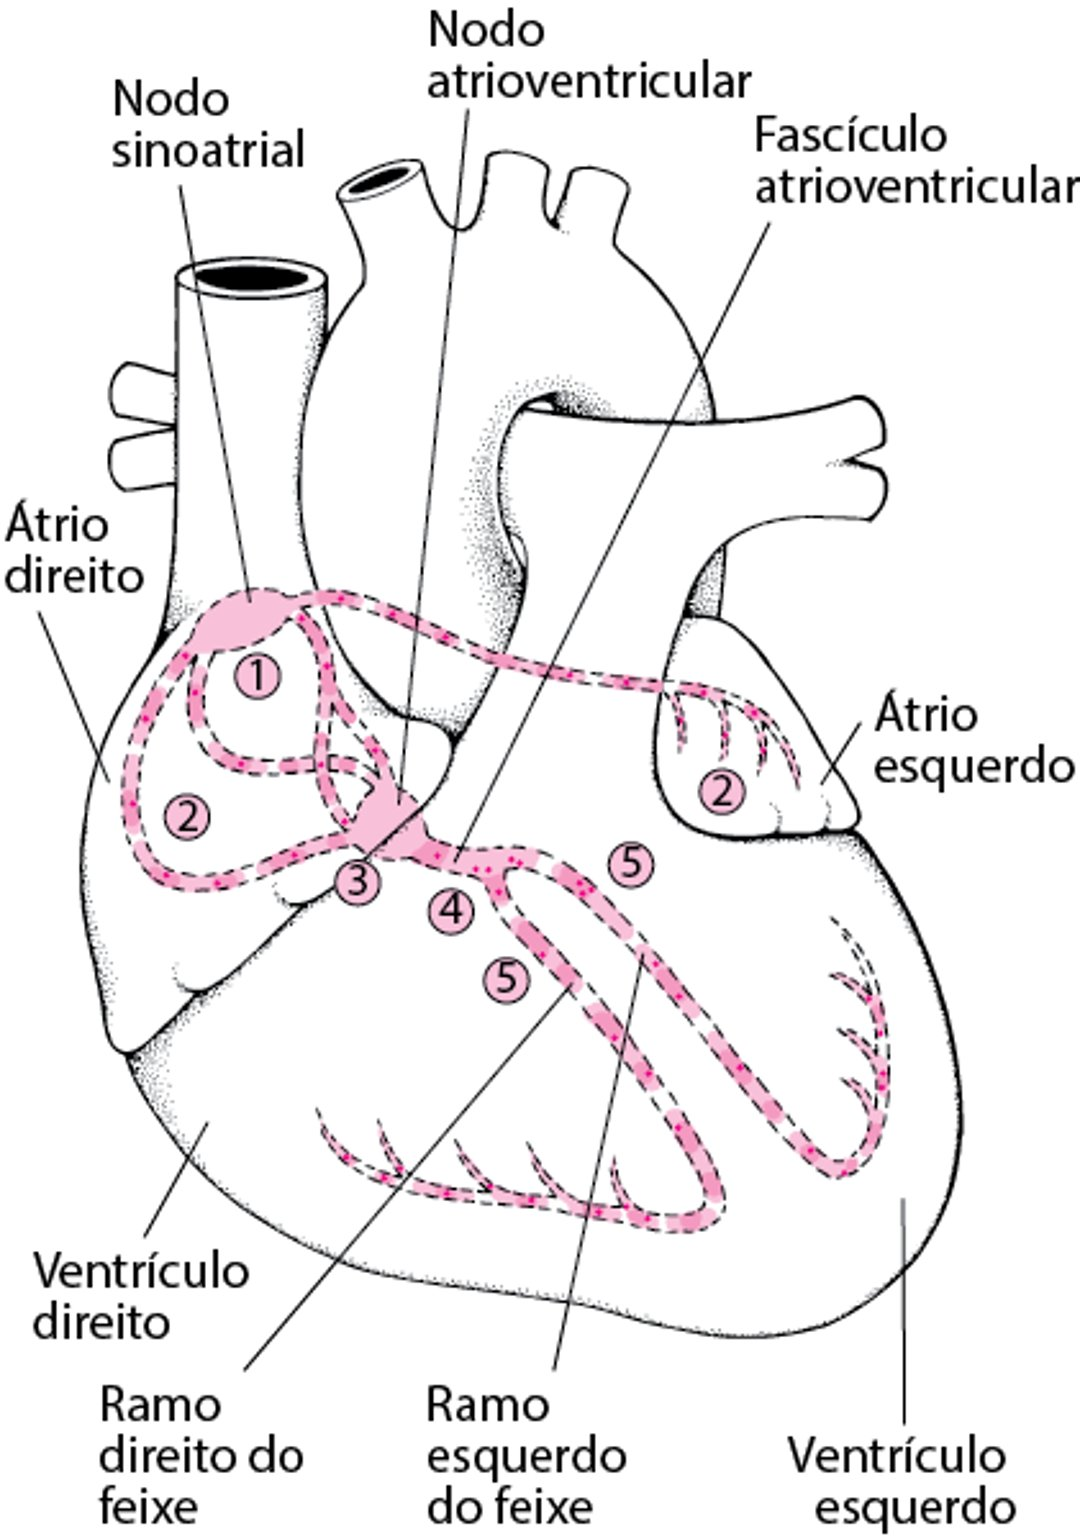 Nodo
atrioventricular
Nodo
sinoatrial
Fascículo
atrioventricular
Átrio
direito
1
Átrio
esquerdo
2
2
3
4
5
5
Ventrículo
direito
Ramo
direito do
feixe
Ramo
esquerdo
do feixe
Ventrículo
esquerdo